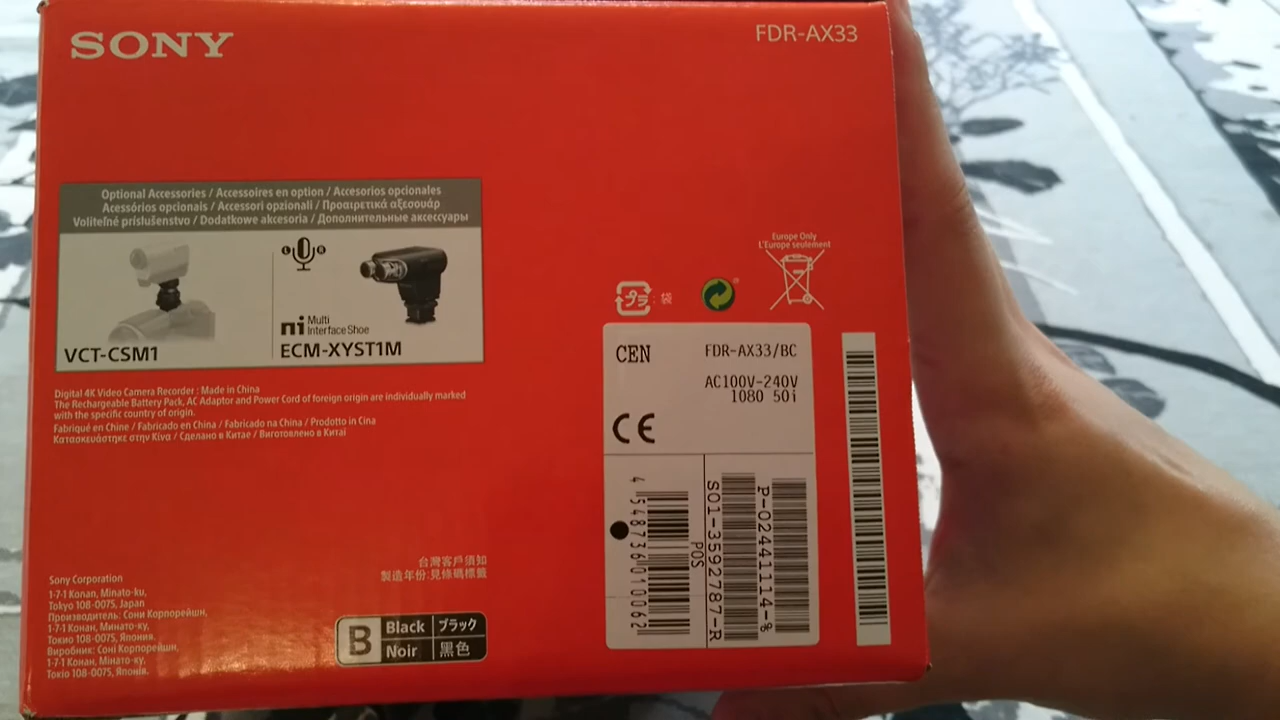 SONY
FDR-AX33
Optional Accessories / Accessoires en option / Accesorios opcionales
Acessórios opcionais / Accessori opzionali / Προαιρετικά αξεσουάρ
Voliteľné príslušenstvo / Dodatkowe akcesoria / Дополнительные аксессуары
L R
VCT-CSM1
Multi
Interface Shoe
ECM-XYST1M
Digital 4K Video Camera Recorder : Made in China
The Rechargeable Battery Pack, AC Adaptor and Power Cord of foreign origin are individually marked
with the specific country of origin.
Fabriqué en Chine / Fabricado en China / Fabricado na China / Prodotto in Cina
Κατασκευάστηκε στην Κίνα / Сделано в Китае / Виготовлено в Китаї
Europe Only
L'Europe seulement
プラ : 袋
CEN
FDR-AX33/BC
AC100V-240V
1080 50i
CE
4 548736 010062
POS
S01-3592787-R
P-02441114-8
台灣客戶須知
製造年份:見條碼標籤
Sony Corporation
1-7-1 Konan, Minato-ku,
Tokyo 108-0075, Japan
Производитель: Сони Корпорейшн,
1-7-1 Конан, Минато-ку,
Токио 108-0075, Япония.
Виробник: Соні Корпорейшн,
1-7-1 Конан, Мінато-ку,
Токіо 108-0075, Японія.
B
Black ブラック
Noir 黑色